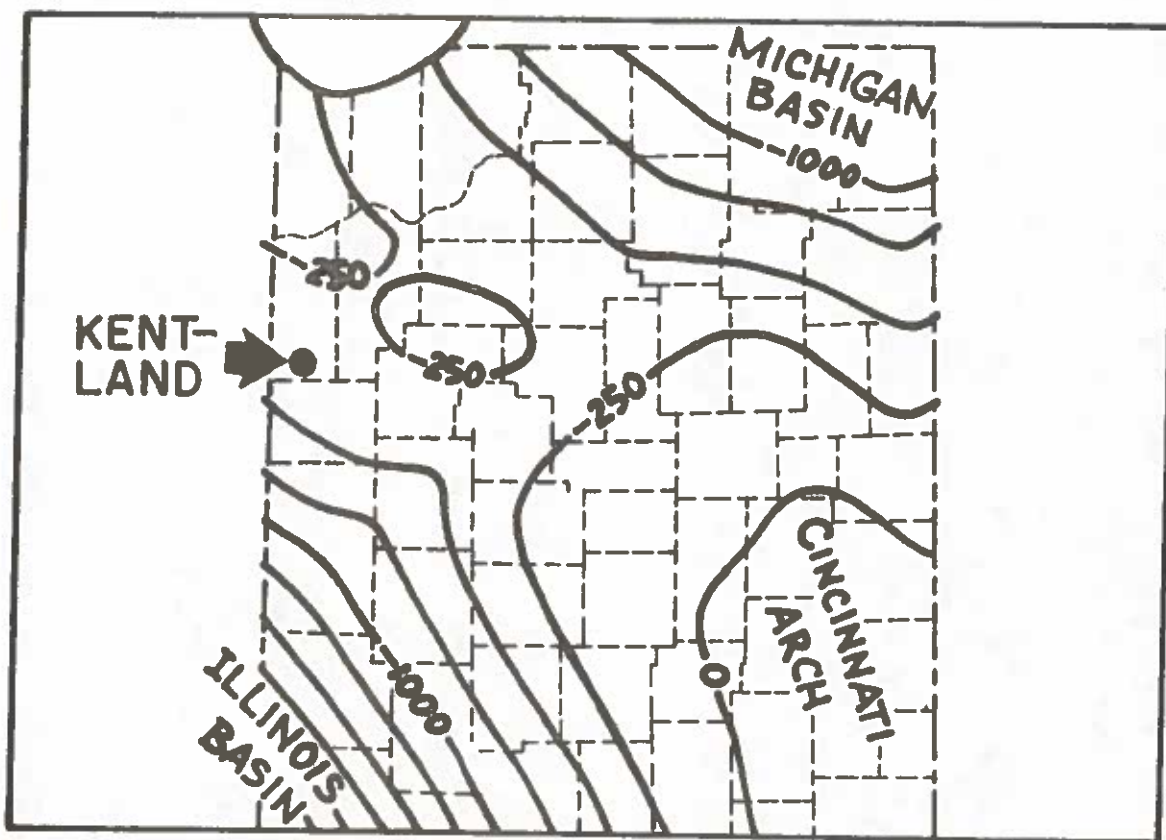 MICHIGAN
BASIN
-1000
-250
KENT-
LAND
-250
-250
CINCINNATI
ARCH
0
-1000
ILLINOIS
BASIN